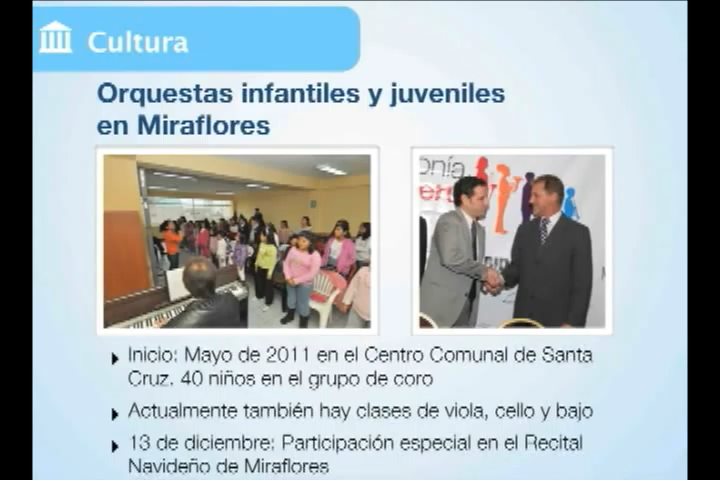 Cultura
Orquestas infantiles y juveniles
en Miraflores
Inicio: Mayo de 2011 en el Centro Comunal de Santa
Cruz. 40 niños en el grupo de coro
Actualmente también hay clases de viola, cello y bajo
13 de diciembre: Participación especial en el Recital
Navideño de Miraflores